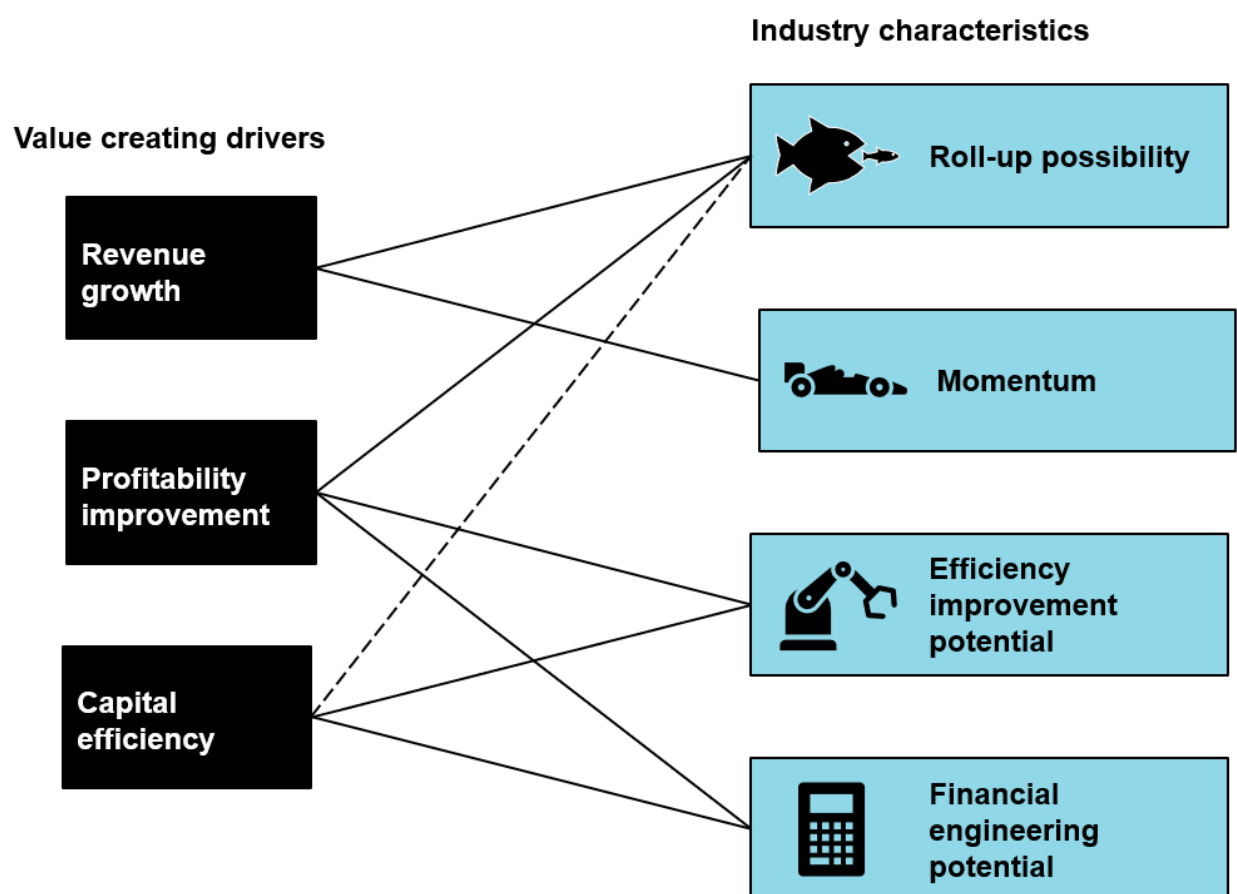 Industry characteristics
Value creating drivers
Roll-up possibility
Revenue
growth
Momentum
Profitability
improvement
Efficiency
improvement
potential
Capital
efficiency
Financial
engineering
potential